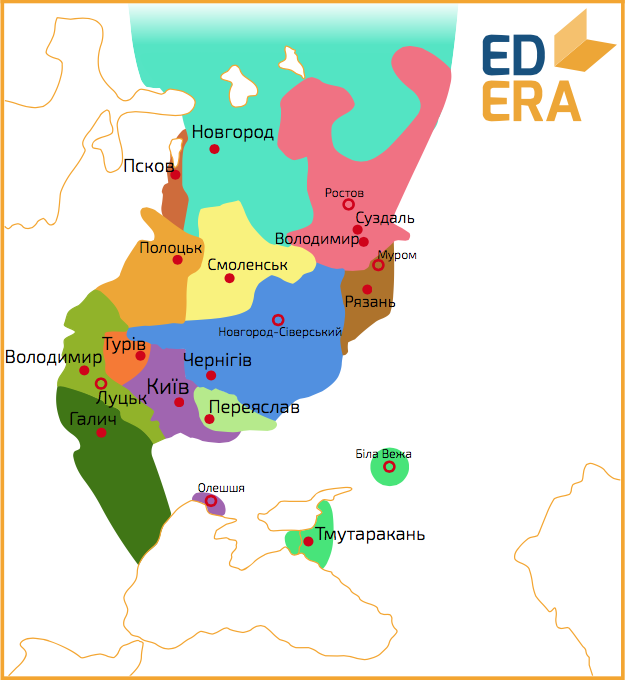 ED
ERA
Новгород
Псков
Ростов
Суздаль
Володимир
Муром
Полоцьк
Смоленськ
Рязань
Новгород-Сіверський
Турів
Володимир
Чернігів
Київ
Луцьк
Переяслав
Галич
Біла Вежа
Олешшя
Тмутаракань